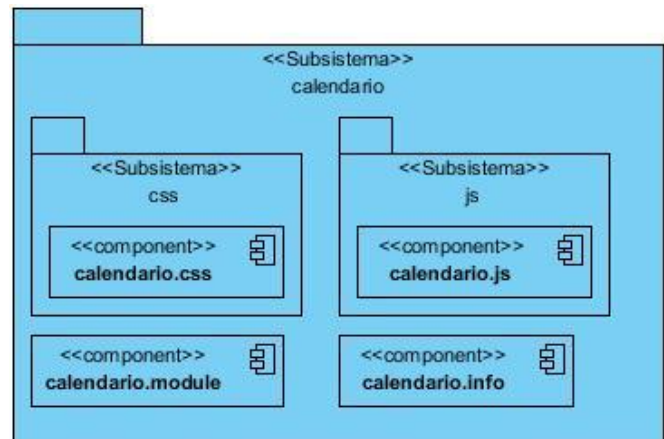 <<Subsistema>>
calendario
<<Subsistema>>
css
<<component>>
calendario.css
<<Subsistema>>
js
<<component>>
calendario.js
<<component>>
calendario.module
<<component>>
calendario.info